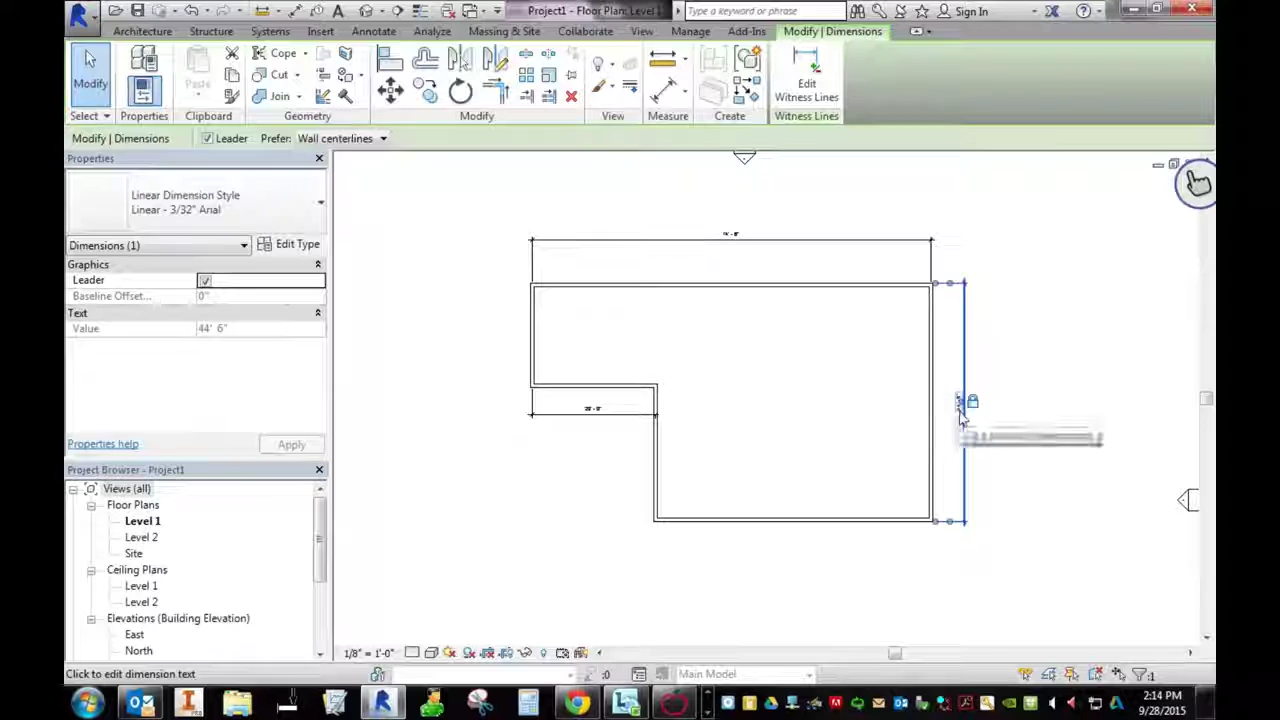 Project1 - Floor Plan: Level 1
Type a keyword or phrase
Sign In
Architecture
Structure
Systems
Insert
Annotate
Analyze
Massing & Site
Collaborate
View
Manage
Add-Ins
Modify | Dimensions
Modify
Paste
Cope
Cut
Join
Edit
Witness Lines
Select
Properties
Clipboard
Geometry
Modify
View
Measure
Create
Witness Lines
Modify | Dimensions
Leader
Prefer:
Wall centerlines
Properties
Linear Dimension Style
Linear - 3/32" Arial
Dimensions (1)
Edit Type
Graphics
Leader
Baseline Offset...
0"
Text
Value
44' 6"
Properties help
Apply
Project Browser - Project1
Views (all)
Floor Plans
Level 1
Level 2
Site
Ceiling Plans
Level 1
Level 2
Elevations (Building Elevation)
East
North
1/8" = 1'-0"
Click to edit dimension text
:0
Main Model
:1
2:14 PM
9/28/2015